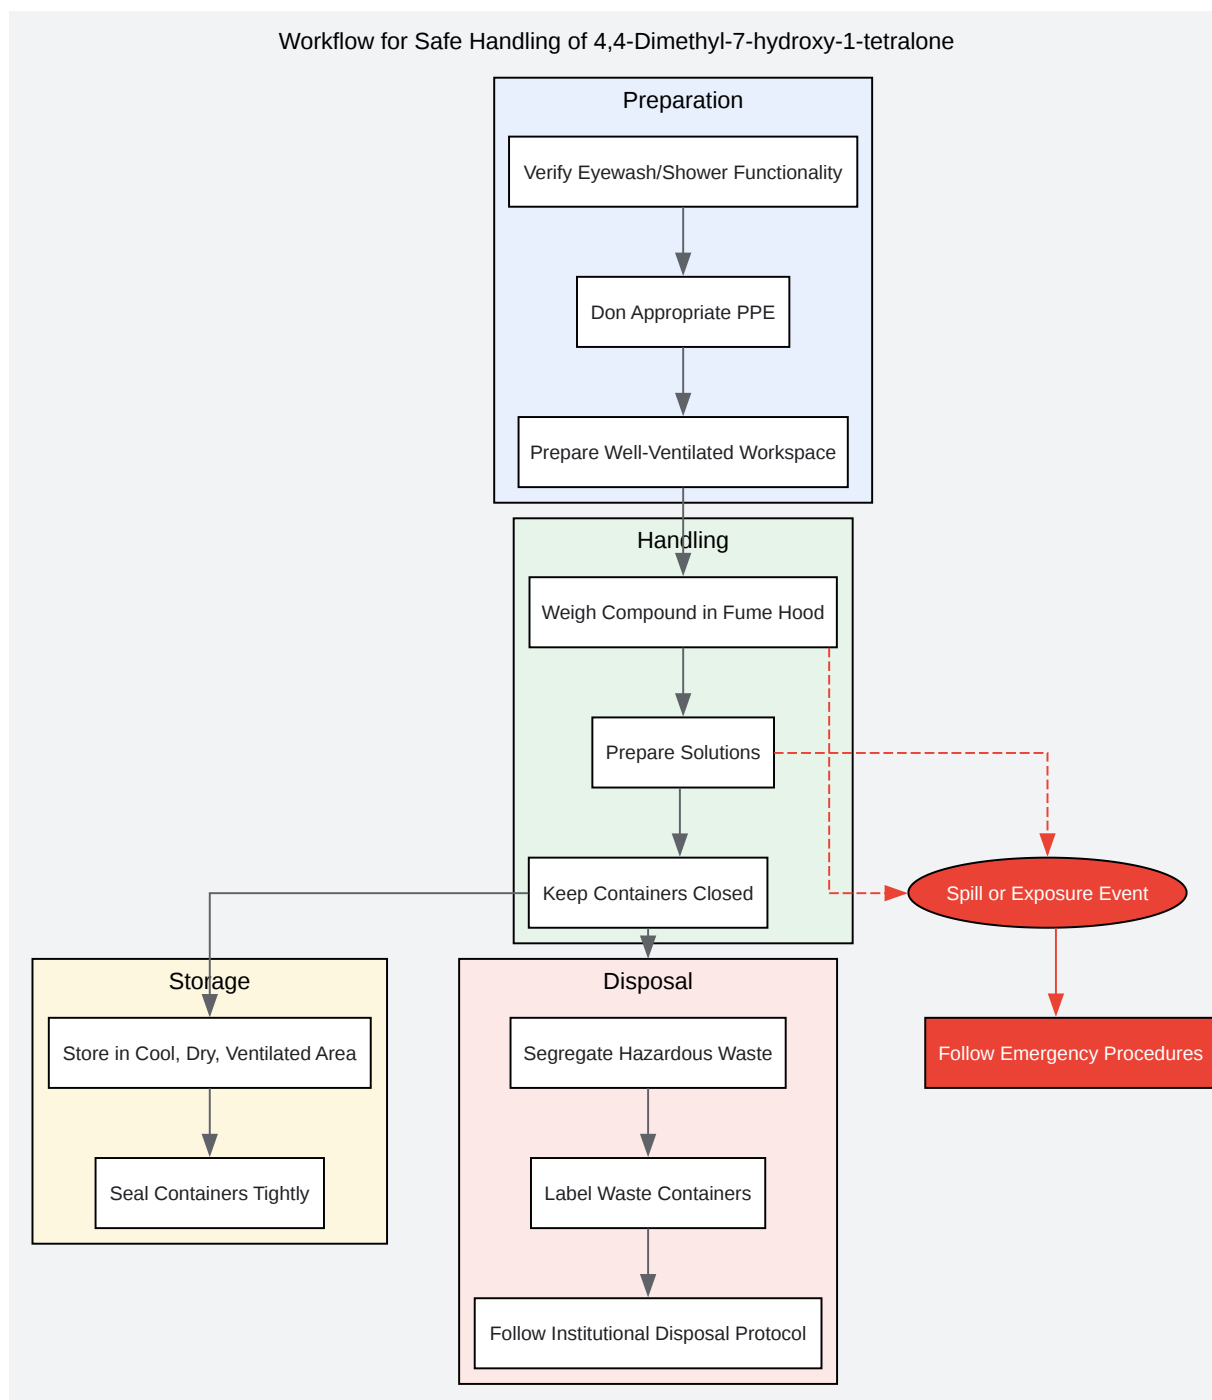 Workflow for Safe Handling of 4,4-Dimethyl-7-hydroxy-1-tetralone
Preparation
Verify Eyewash/Shower Functionality
Don Appropriate PPE
Prepare Well-Ventilated Workspace
Handling
Weigh Compound in Fume Hood
Prepare Solutions
Keep Containers Closed
Spill or Exposure Event
Follow Emergency Procedures
Storage
Store in Cool, Dry, Ventilated Area
Seal Containers Tightly
Disposal
Segregate Hazardous Waste
Label Waste Containers
Follow Institutional Disposal Protocol